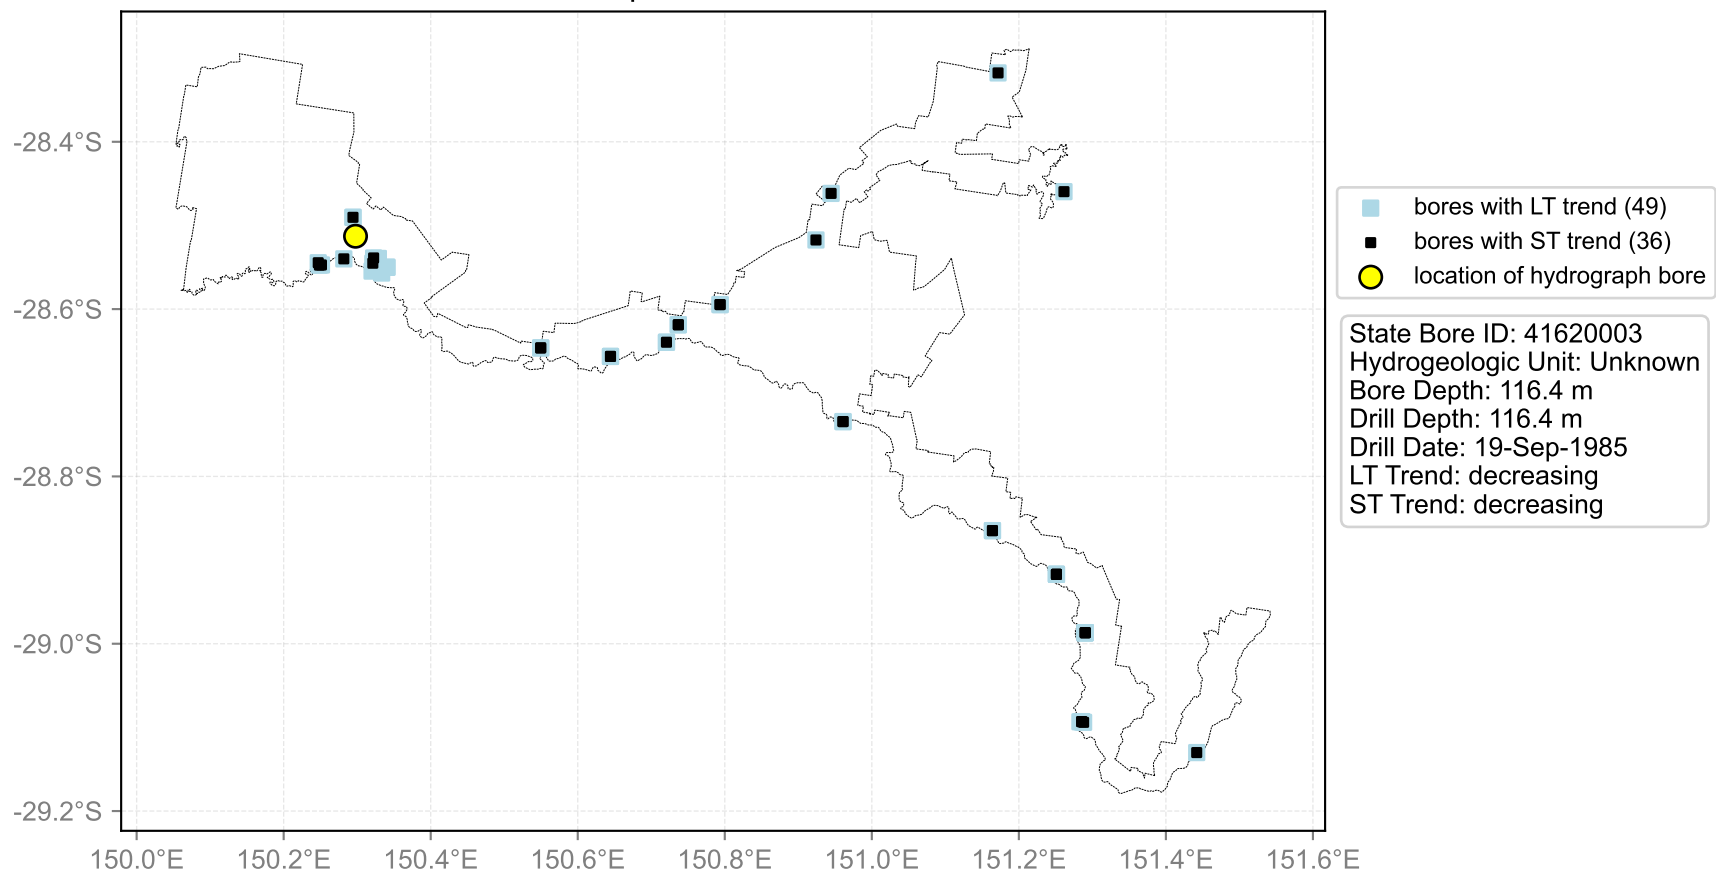 -28.4°S
-28.6°S
-28.8°S
-29.0°S
-29.2°S
150.0°E 150.2°E 150.4°E 150.6°E 150.8°E 151.0°E 151.2°E 151.4°E 151.6°E
bores with LT trend (49)
bores with ST trend (36)
location of hydrograph bore
State Bore ID: 41620003
Hydrogeologic Unit: Unknown
Bore Depth: 116.4 m
Drill Depth: 116.4 m
Drill Date: 19-Sep-1985
LT Trend: decreasing
ST Trend: decreasing